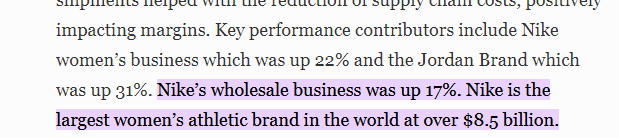 shipments helped with the reduction of supply chain costs, positively
impacting margins. Key performance contributors include Nike
women’s business which was up 22% and the Jordan Brand which
was up 31%. Nike’s wholesale business was up 17%. Nike is the
largest women’s athletic brand in the world at over $8.5 billion.